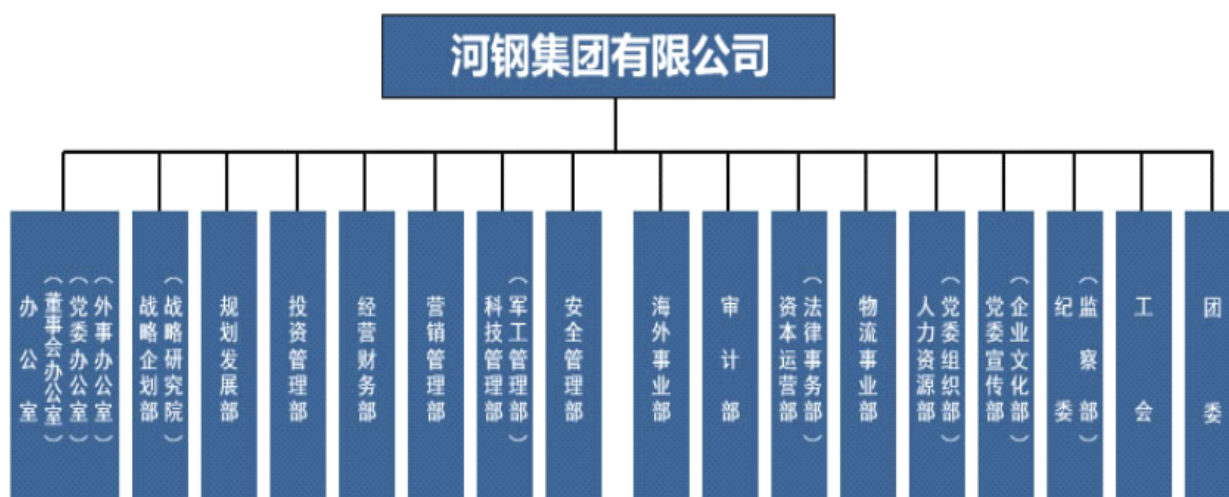 河钢集团有限公司
办公室
（董事会办公室）
（党委办公室）
（外事办公室）
战略企划部
（战略研究院）
规划发展部
投资管理部
经营财务部
营销管理部
科技管理部
（军工管理部）
安全管理部
海外事业部
审计部
资本运营部
（法律事务部）
物流事业部
人力资源部
（党委组织部）
党委宣传部
（企业文化部）
纪委
（监察部）
工会
团委